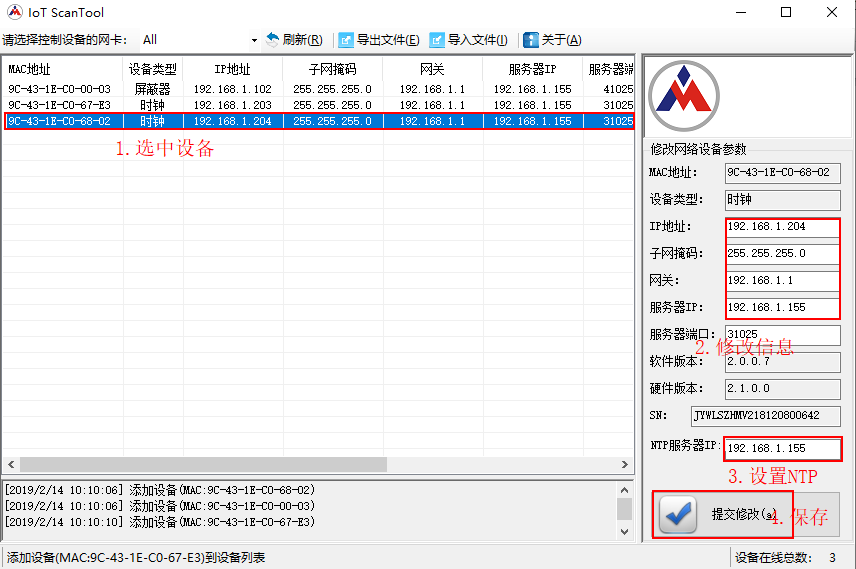 IoT ScanTool
请选择控制设备的网卡: All 刷新(R) 导出文件(E) 导入文件(I) 关于(A)
MAC地址 设备类型 IP地址 子网掩码 网关 服务器IP 服务器端
9C-43-1E-C0-00-03 屏蔽器 192.168.1.102 255.255.255.0 192.168.1.1 192.168.1.155 41025
9C-43-1E-C0-67-E3 时钟 192.168.1.203 255.255.255.0 192.168.1.1 192.168.1.155 31025
9C-43-1E-C0-68-02 时钟 192.168.1.204 255.255.255.0 192.168.1.1 192.168.1.155 31025
1.选中设备
修改网络设备参数
MAC地址: 9C-43-1E-C0-68-02
设备类型: 时钟
IP地址: 192.168.1.204
子网掩码: 255.255.255.0
网关: 192.168.1.1
服务器IP: 192.168.1.155
服务器端口: 31025
2.修改信息
软件版本: 2.0.0.7
硬件版本: 2.1.0.0
SN: JYWLSZHMV218120800642
NTP服务器IP: 192.168.1.155
3.设置NTP
提交修改(a)
4.保存
[2019/2/14 10:10:06] 添加设备(MAC:9C-43-1E-C0-68-02)
[2019/2/14 10:10:06] 添加设备(MAC:9C-43-1E-C0-00-03)
[2019/2/14 10:10:10] 添加设备(MAC:9C-43-1E-C0-67-E3)
添加设备(MAC:9C-43-1E-C0-67-E3)到设备列表 设备在线总数: 3